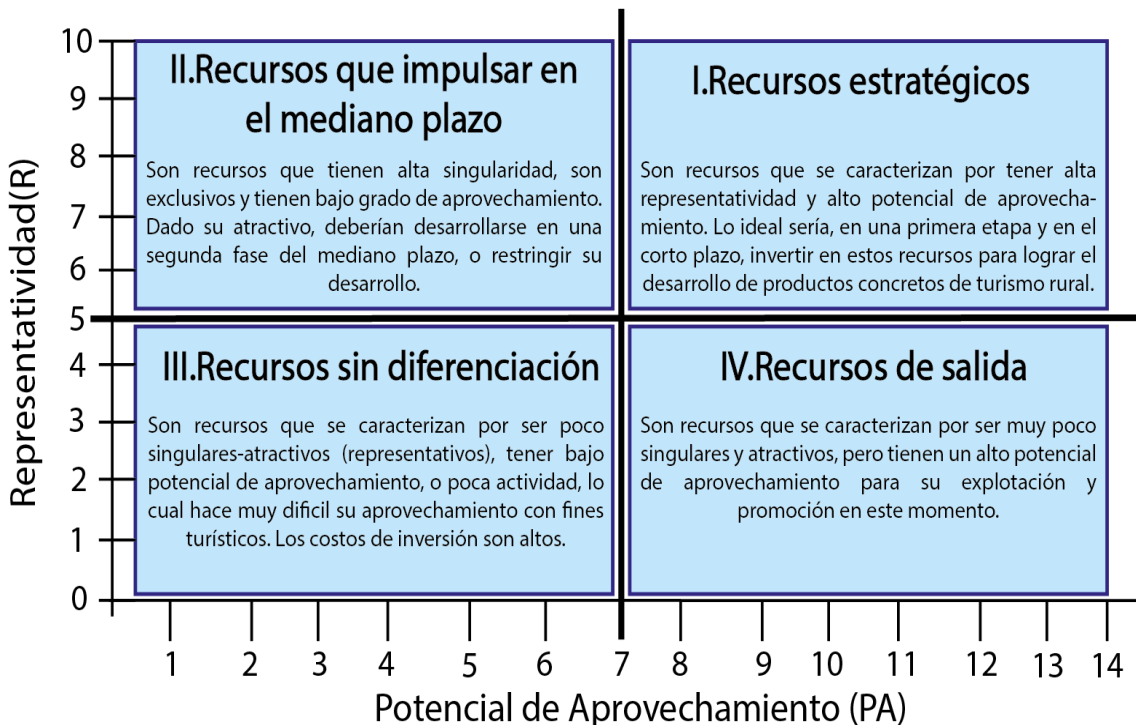 Representatividad(R)
10
9
8
7
6
5
4
3
2
1
0
II.Recursos que impulsar en
el mediano plazo
Son recursos que tienen alta singularidad, son
exclusivos y tienen bajo grado de aprovechamiento.
Dado su atractivo, deberían desarrollarse en una
segunda fase del mediano plazo, o restringir su
desarrollo.
I.Recursos estratégicos
Son recursos que se caracterizan por tener alta
representatividad y alto potencial de aprovecha-
miento. Lo ideal sería, en una primera etapa y en el
corto plazo, invertir en estos recursos para lograr el
desarrollo de productos concretos de turismo rural.
III.Recursos sin diferenciación
Son recursos que se caracterizan por ser poco
singulares-atractivos (representativos), tener bajo
potencial de aprovechamiento, o poca actividad, lo
cual hace muy dificil su aprovechamiento con fines
turísticos. Los costos de inversión son altos.
IV.Recursos de salida
Son recursos que se caracterizan por ser muy poco
singulares y atractivos, pero tienen un alto potencial
de aprovechamiento para su explotación y
promoción en este momento.
1 2 3 4 5 6 7 8 9 10 11 12 13 14
Potencial de Aprovechamiento (PA)